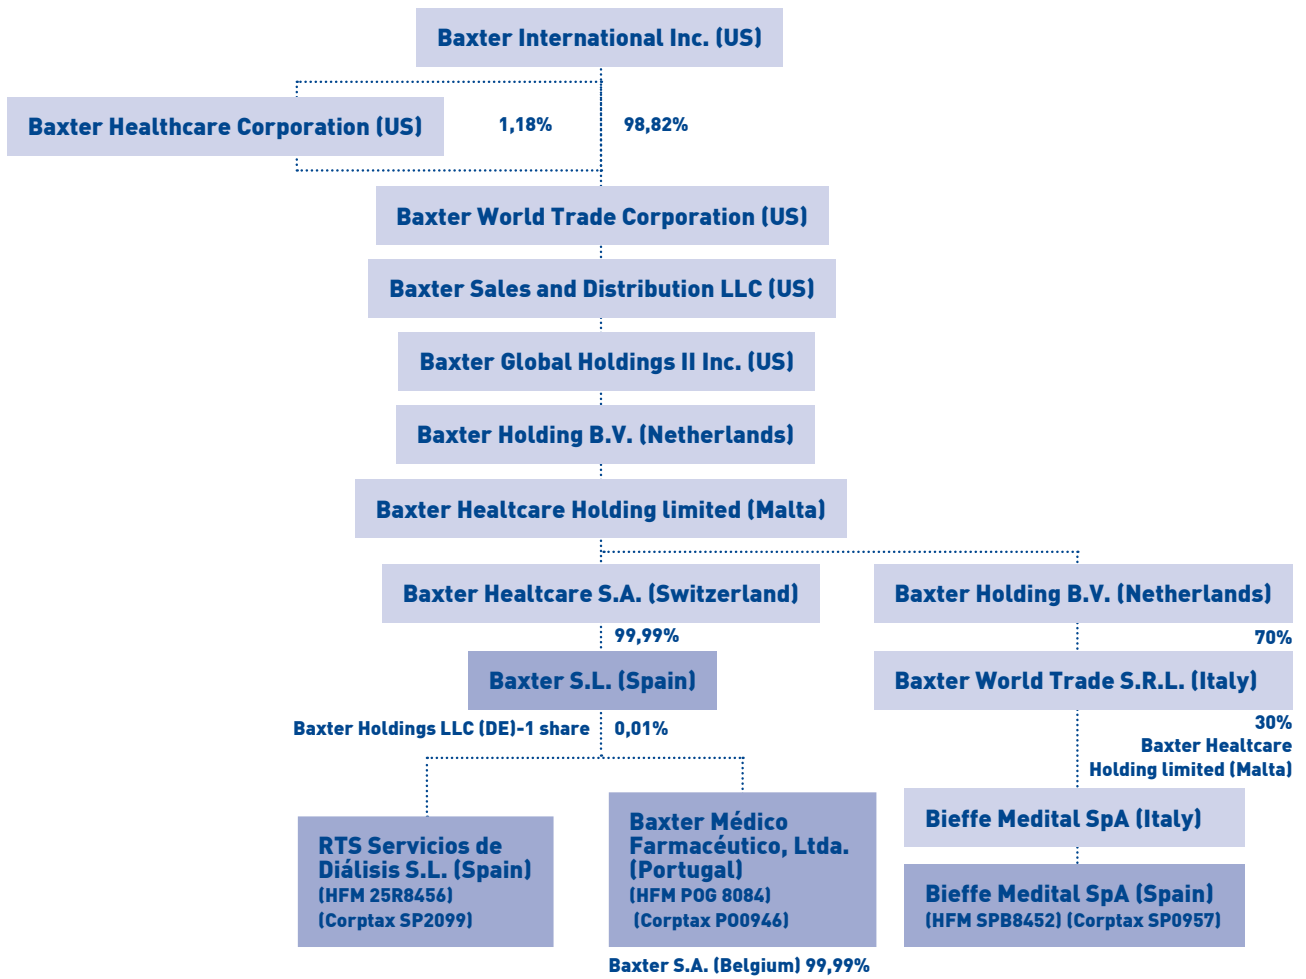 Baxter International Inc. (US)
Baxter Healthcare Corporation (US)
1,18%
98,82%
Baxter World Trade Corporation (US)
Baxter Sales and Distribution LLC (US)
Baxter Global Holdings II Inc. (US)
Baxter Holding B.V. (Netherlands)
Baxter Healtcare Holding limited (Malta)
Baxter Healtcare S.A. (Switzerland)
Baxter Holding B.V. (Netherlands)
99,99%
70%
Baxter S.L. (Spain)
Baxter World Trade S.R.L. (Italy)
Baxter Holdings LLC (DE)-1 share
0,01%
30%
Baxter Healtcare
Holding limited (Malta)
RTS Servicios de
Diálisis S.L. (Spain)
(HFM 25R8456)
(Corptax SP2099)
Baxter Médico
Farmacéutico, Ltda.
(Portugal)
(HFM POG 8084)
(Corptax PO0946)
Baxter S.A. (Belgium) 99,99%
Bieffe Medital SpA (Italy)
Bieffe Medital SpA (Spain)
(HFM SPB8452) (Corptax SP0957)